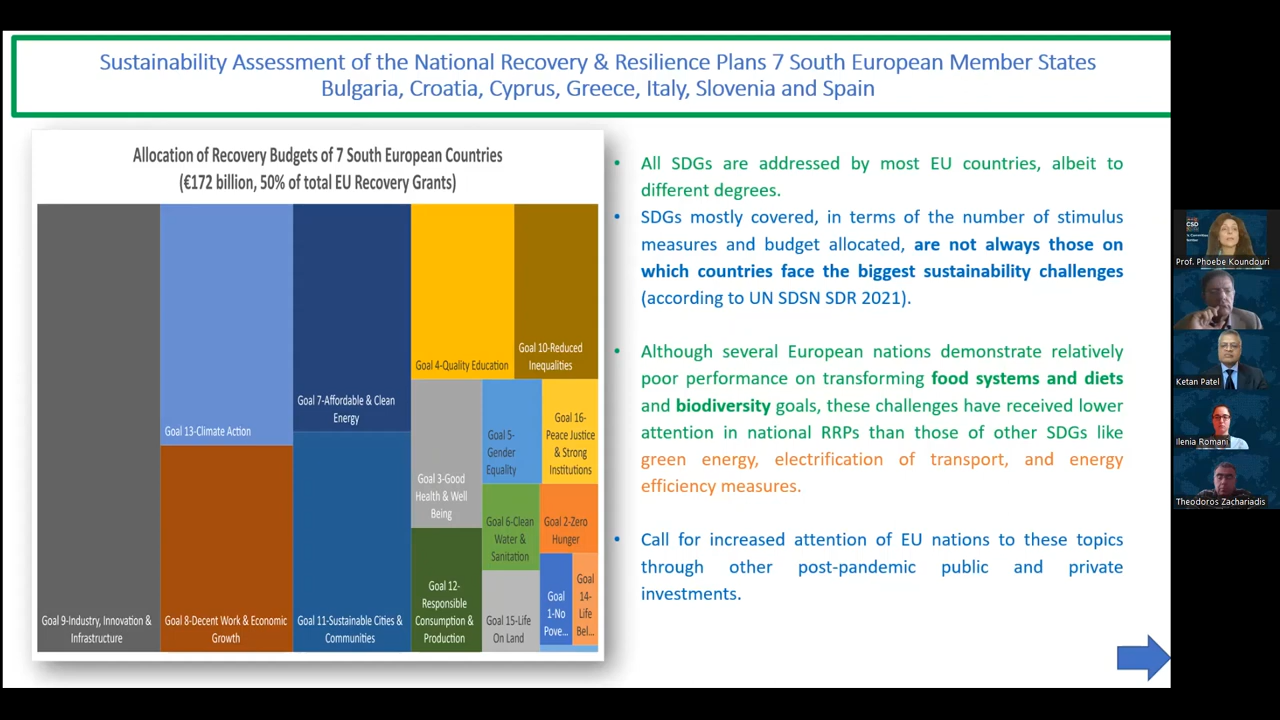 Sustainability Assessment of the National Recovery & Resilience Plans 7 South European Member States
Bulgaria, Croatia, Cyprus, Greece, Italy, Slovenia and Spain
Allocation of Recovery Budgets of 7 South European Countries
(€172 billion, 50% of total EU Recovery Grants)
Goal 9-Industry, Innovation &
Infrastructure
Goal 13-Climate Action
Goal 8-Decent Work & Economic
Growth
Goal 7-Affordable & Clean
Energy
Goal 11-Sustainable Cities &
Communities
Goal 4-Quality Education
Goal 10-Reduced
Inequalities
Goal 3-Good
Health & Well
Being
Goal 12-
Responsible
Consumption &
Production
Goal 5-
Gender
Equality
Goal 16-
Peace Justice
& Strong
Institutions
Goal 6-Clean
Water &
Sanitation
Goal 2-Zero
Hunger
Goal 15-Life
On Land
Goal
1-No
Pove...
Goal
14-
Life
Bel...
• All SDGs are addressed by most EU countries, albeit to
different degrees.
• SDGs mostly covered, in terms of the number of stimulus
measures and budget allocated, are not always those on
which countries face the biggest sustainability challenges
(according to UN SDSN SDR 2021).
• Although several European nations demonstrate relatively
poor performance on transforming food systems and diets
and biodiversity goals, these challenges have received lower
attention in national RRPs than those of other SDGs like
green energy, electrification of transport, and energy
efficiency measures.
• Call for increased attention of EU nations to these topics
through other post-pandemic public and private
investments.
Prof. Phoebe Koundouri
Ketan Patel
Ilenia Romani
Theodoros Zachariadis